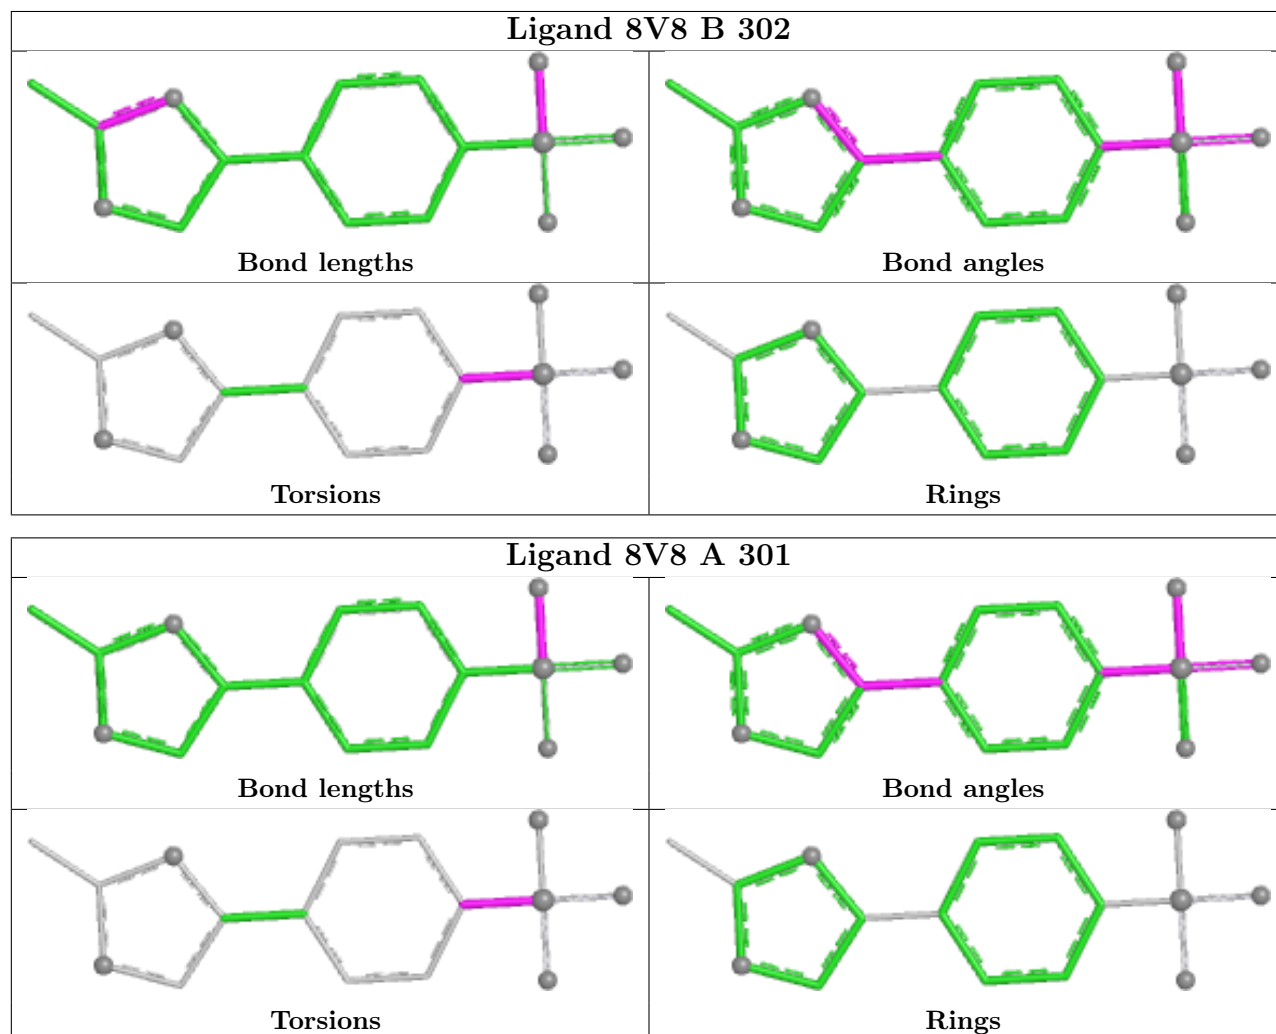 Ligand 8V8 B 302
Bond lengths
Bond angles
Torsions
Rings
Ligand 8V8 A 301
Bond lengths
Bond angles
Torsions
Rings